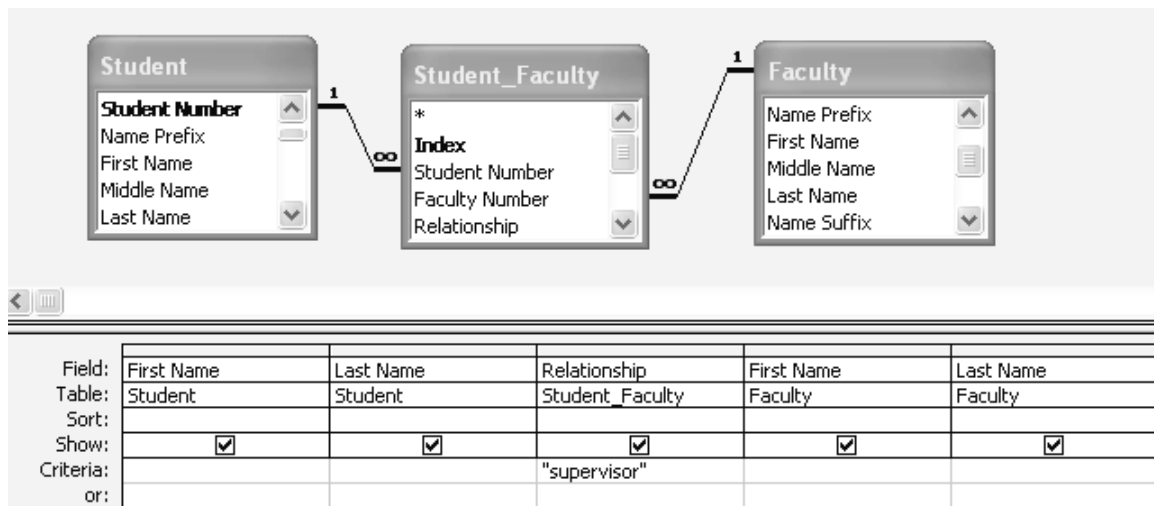 Student
Student Number
Name Prefix
First Name
Middle Name
Last Name
1
∞
Student_Faculty
*
Index
Student Number
Faculty Number
Relationship
∞
1
Faculty
Name Prefix
First Name
Middle Name
Last Name
Name Suffix
Field: First Name Last Name Relationship First Name Last Name
Table: Student Student Student_Faculty Faculty Faculty
Sort:
Show:
Criteria: "supervisor"
or: